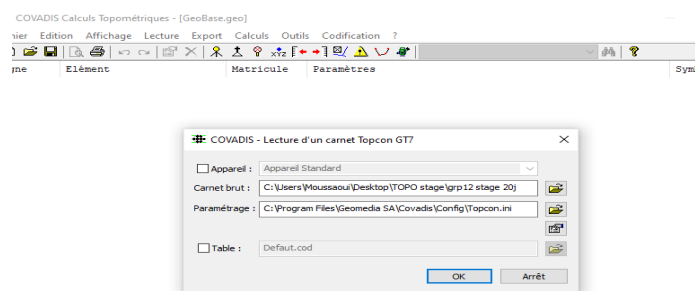 COVADIS Calculs Topométriques - [GeoBase.geo]
hier Edition Affichage Lecture Export Calculs Outils Codification ?
XYZ
gne Elément Matricule Paramètres Sym
COVADIS - Lecture d'un carnet Topcon GT7
Appareil : Appareil Standard
Carnet brut : C:\Users\Moussaoui\Desktop\TOPO stage\grp12 stage 20j
Paramétrage : C:\Program Files\Geomedia SA\Covadis\Config\Topcon.ini
Table : Defaut.cod
OK Arrêt